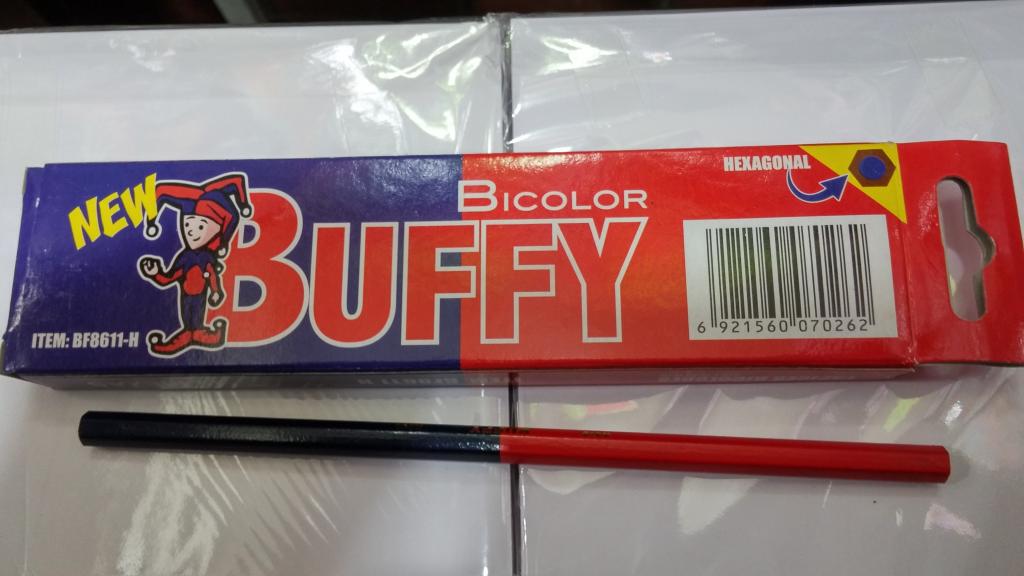 NEW
BICOLOR
HEXAGONAL
BUFFY
ITEM: BF8611-H
6 921560 070262